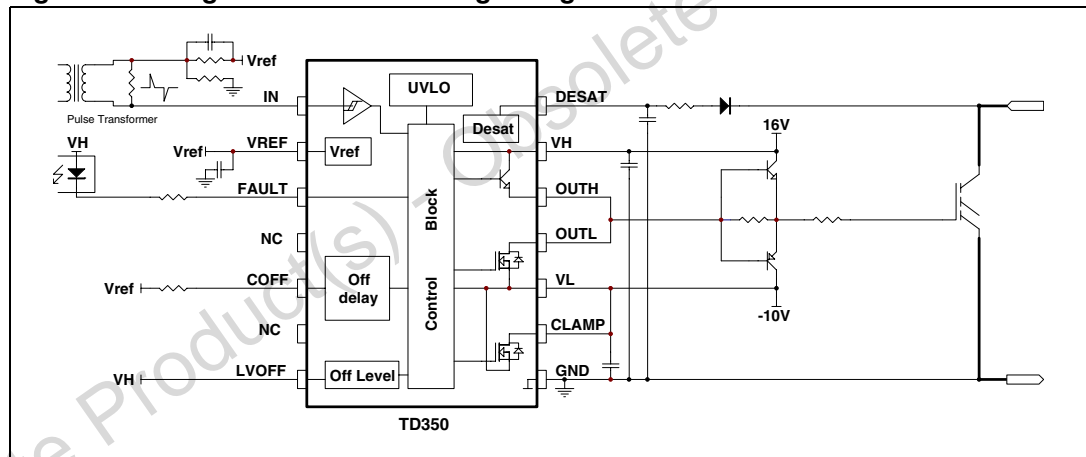 Vref
IN
UVLO
DESAT
Desat
Pulse Transformer
16V
VH
Vref
VREF
Vref
VH
FAULT
OUTH
Block
NC
OUTL
Control
Vref
COFF
Off
delay
VL
NC
CLAMP
-10V
VH
LVOFF
Off Level
GND
TD350
Product(s) - Obsolete